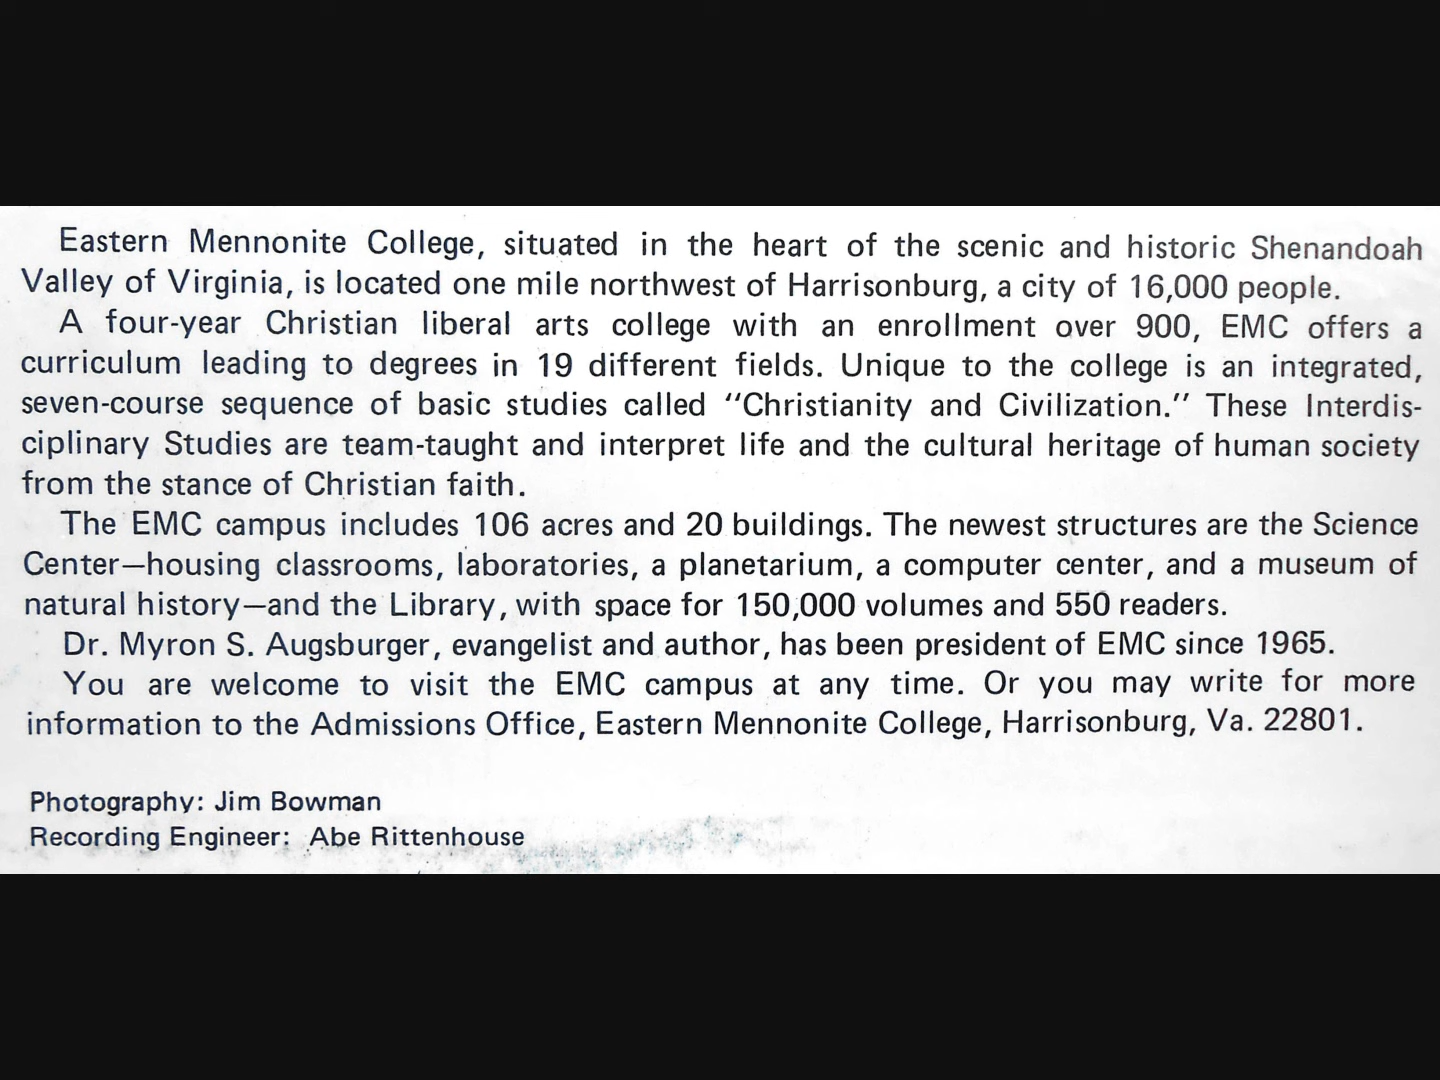 Eastern Mennonite College, situated in the heart of the scenic and historic Shenandoah
Valley of Virginia, is located one mile northwest of Harrisonburg, a city of 16,000 people.
A four-year Christian liberal arts college with an enrollment over 900, EMC offers a
curriculum leading to degrees in 19 different fields. Unique to the college is an integrated,
seven-course sequence of basic studies called "Christianity and Civilization." These Interdis-
ciplinary Studies are team-taught and interpret life and the cultural heritage of human society
from the stance of Christian faith.
The EMC campus includes 106 acres and 20 buildings. The newest structures are the Science
Center—housing classrooms, laboratories, a planetarium, a computer center, and a museum of
natural history—and the Library, with space for 150,000 volumes and 550 readers.
Dr. Myron S. Augsburger, evangelist and author, has been president of EMC since 1965.
You are welcome to visit the EMC campus at any time. Or you may write for more
information to the Admissions Office, Eastern Mennonite College, Harrisonburg, Va. 22801.
Photography: Jim Bowman
Recording Engineer: Abe Rittenhouse